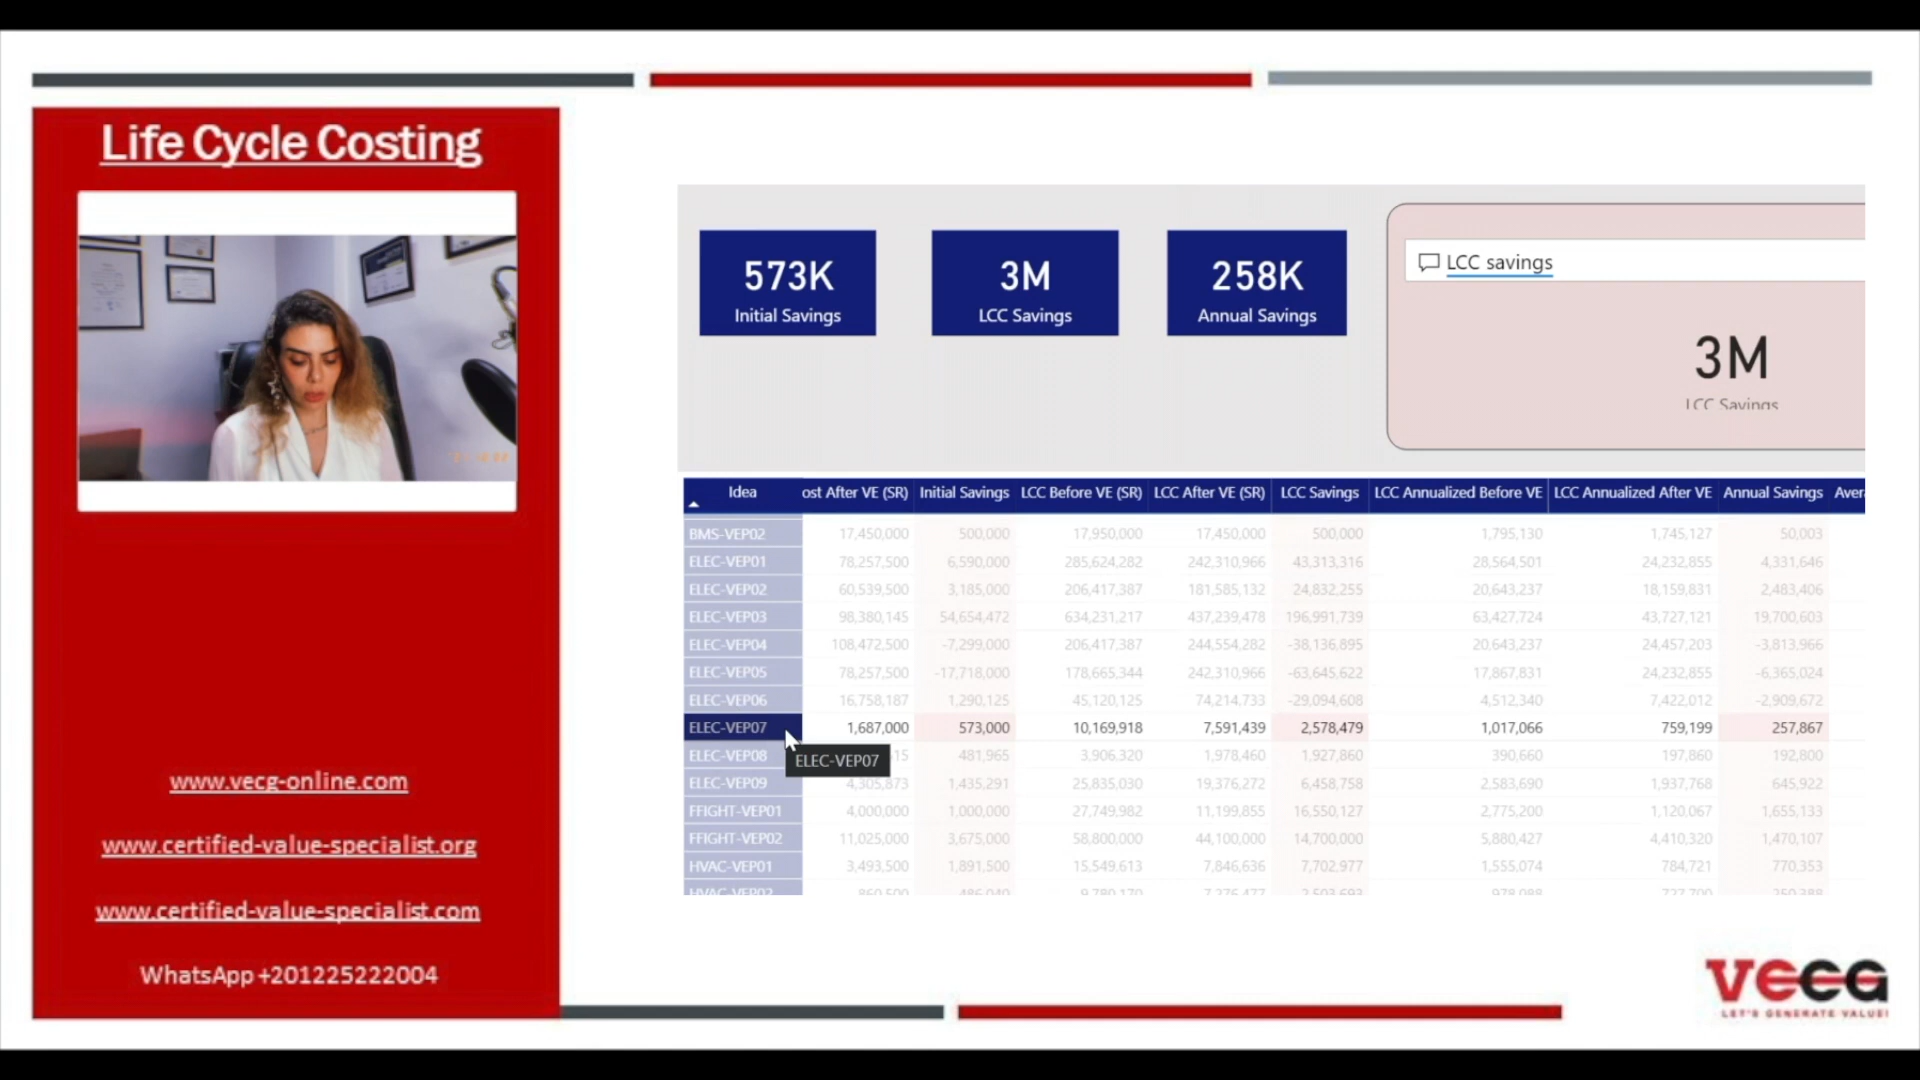 Life Cycle Costing
www.vecg-online.com
www.certified-value-specialist.org
www.certified-value-specialist.com
WhatsApp +201225222004
573K
Initial Savings
3M
LCC Savings
258K
Annual Savings
LCC savings
3M
LCC Savings
Idea ost After VE (SR) Initial Savings LCC Before VE (SR) LCC After VE (SR) LCC Savings LCC Annualized Before VE LCC Annualized After VE Annual Savings Aver
BMS-VEP02 17,450,000 500,000 17,950,000 17,450,000 500,000 1,795,130 1,745,127 50,003
ELEC-VEP01 78,257,500 6,590,000 285,624,282 242,310,966 43,313,316 28,564,501 24,232,855 4,331,646
ELEC-VEP02 60,539,500 3,185,000 206,417,387 181,585,132 24,832,255 20,643,237 18,159,831 2,483,406
ELEC-VEP03 98,380,145 54,654,472 634,231,217 437,239,478 196,991,739 63,427,724 43,727,121 19,700,603
ELEC-VEP04 108,472,500 -7,299,000 206,417,387 244,554,282 -38,136,895 20,643,237 24,457,203 -3,813,966
ELEC-VEP05 78,257,500 -17,718,000 178,665,344 242,310,966 -63,645,622 17,867,831 24,232,855 -6,365,024
ELEC-VEP06 16,758,187 1,290,125 45,120,125 74,214,733 -29,094,608 4,512,340 7,422,012 -2,909,672
ELEC-VEP07 1,687,000 573,000 10,169,918 7,591,439 2,578,479 1,017,066 759,199 257,867
ELEC-VEP08 15 481,965 3,906,320 1,978,460 1,927,860 390,660 197,860 192,800
ELEC-VEP07
ELEC-VEP09 4,305,873 1,435,291 25,835,030 19,376,272 6,458,758 2,583,690 1,937,768 645,922
FFIGHT-VEP01 4,000,000 1,000,000 27,749,982 11,199,855 16,550,127 2,775,200 1,120,067 1,655,133
FFIGHT-VEP02 11,025,000 3,675,000 58,800,000 44,100,000 14,700,000 5,880,427 4,410,320 1,470,107
HVAC-VEP01 3,493,500 1,891,500 15,549,613 7,846,636 7,702,977 1,555,074 784,721 770,353
HVAC-VEP02
VECG
LET'S GENERATE VALUE!